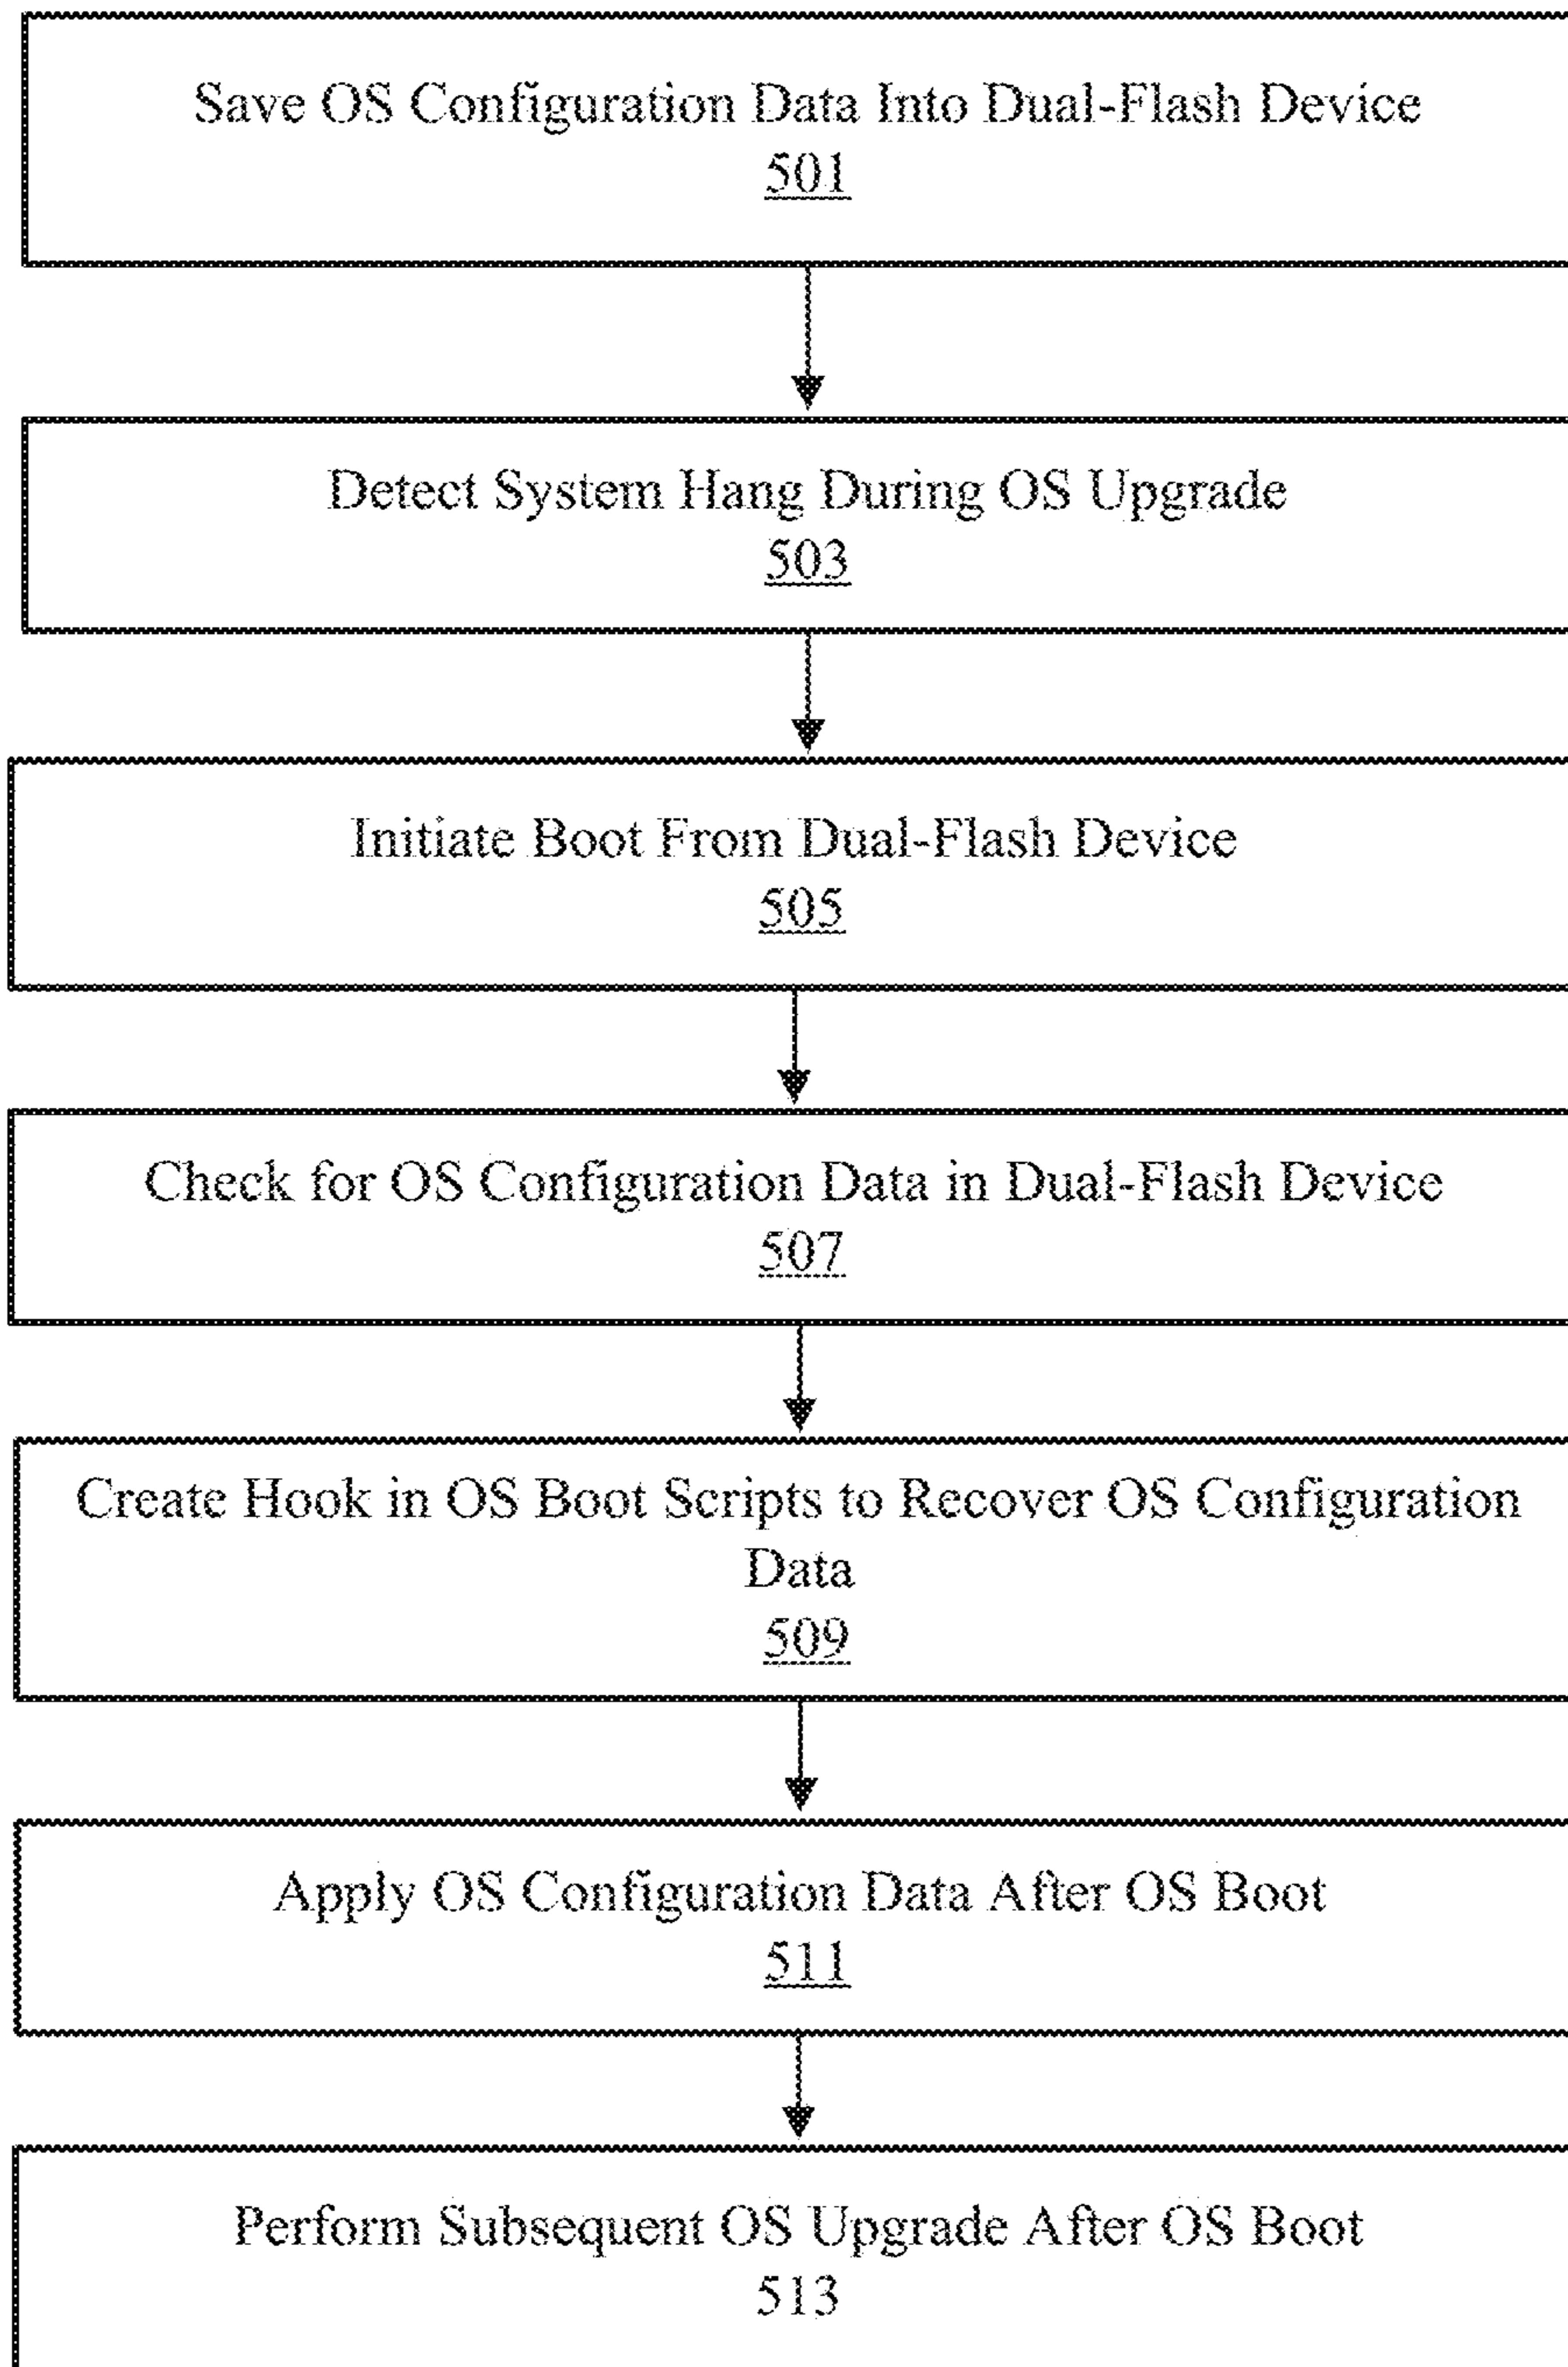 Save OS Configuration Data Into Dual-Flash Device
501
Detect System Hang During OS Upgrade
503
Initiate Boot From Dual-Flash Device
505
Check for OS Configuration Data in Dual-Flash Device
507
Create Hook in OS Boot Scripts to Recover OS Configuration
Data
509
Apply OS Configuration Data After OS Boot
511
Perform Subsequent OS Upgrade After OS Boot
513